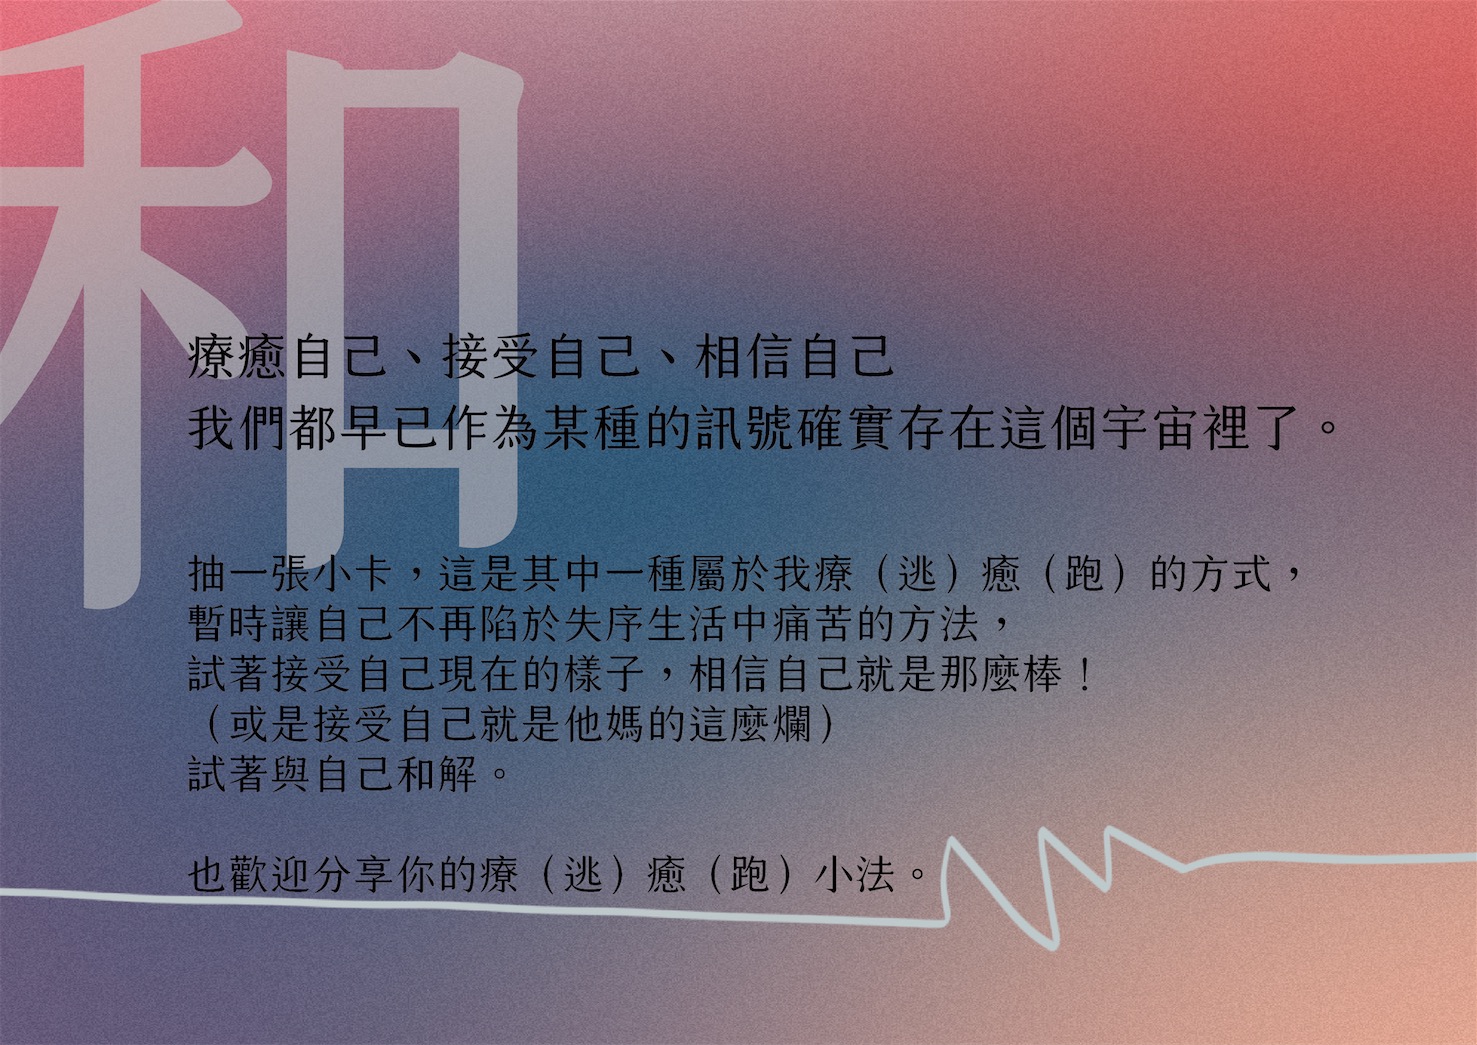 和
療癒自己、接受自己、相信自己
我們都早已作為某種的訊號確實存在這個宇宙裡了。
抽一張小卡，這是其中一種屬於我療（逃）癒（跑）的方式，
暫時讓自己不再陷於失序生活中痛苦的方法，
試著接受自己現在的樣子，相信自己就是那麼棒！
（或是接受自己就是他媽的這麼爛）
試著與自己和解。
也歡迎分享你的療（逃）癒（跑）小法。